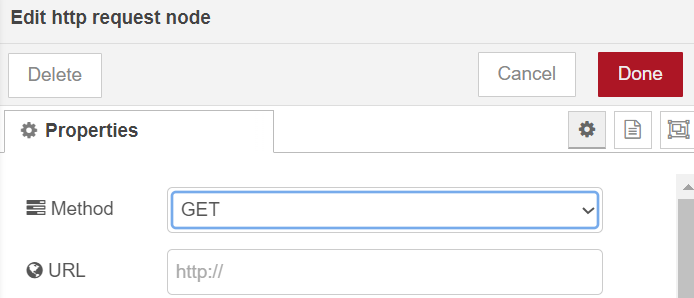 Edit http request node
Delete
Cancel
Done
Properties
Method
GET
URL
http://